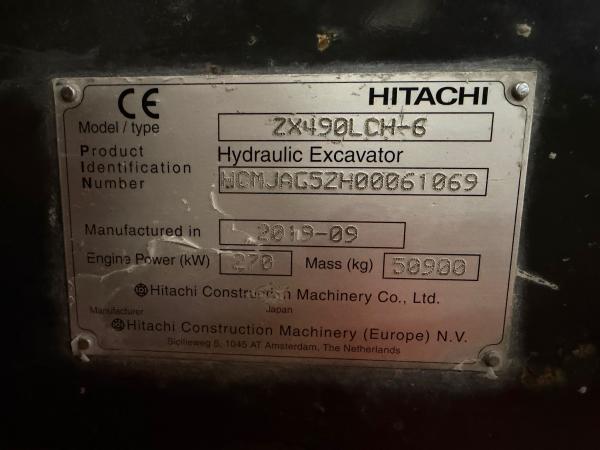 CE HITACHI
Model / type ZX490LCH-6
Product
Identification
Number
Hydraulic Excavator
WCMJAG5ZH00061069
Manufactured in 2019-09
Engine Power (kW) 270 Mass (kg) 50900
Hitachi Construction Machinery Co., Ltd.
Manufacturer Japan
Hitachi Construction Machinery (Europe) N.V.
Sicilieweg 5, 1045 AT Amsterdam, The Netherlands